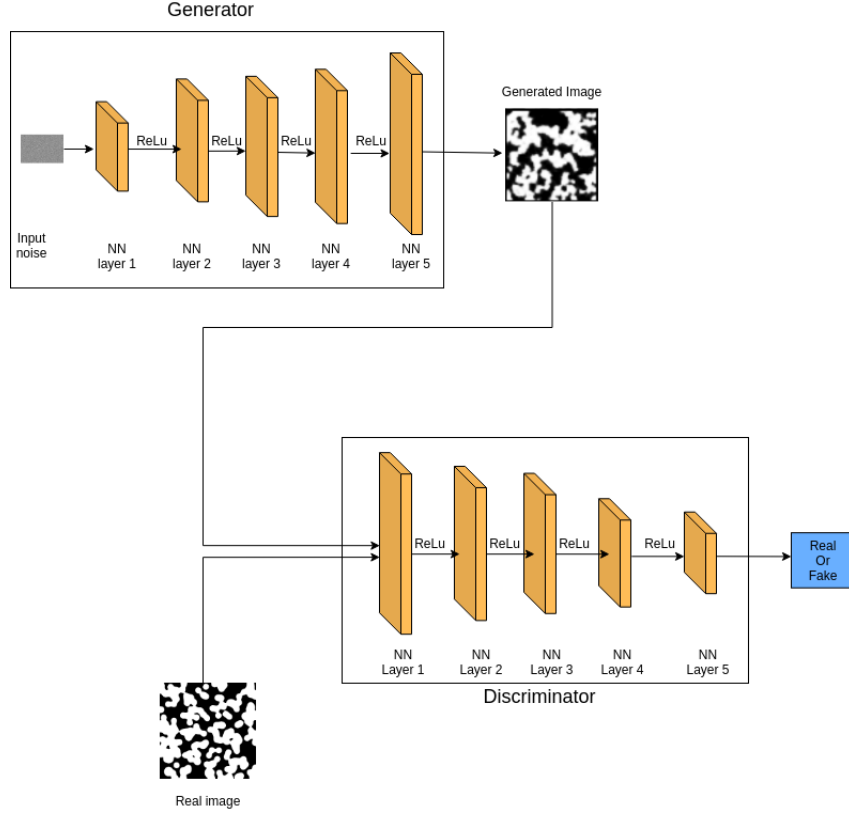 Generator
Generated Image
ReLu
ReLu
ReLu
ReLu
Input
noise
NN
layer 1
NN
layer 2
NN
layer 3
NN
layer 4
NN
layer 5
ReLu
ReLu
ReLu
ReLu
Real
Or
Fake
NN
Layer 1
NN
Layer 2
NN
Layer 3
NN
Layer 4
NN
Layer 5
Discriminator
Real image